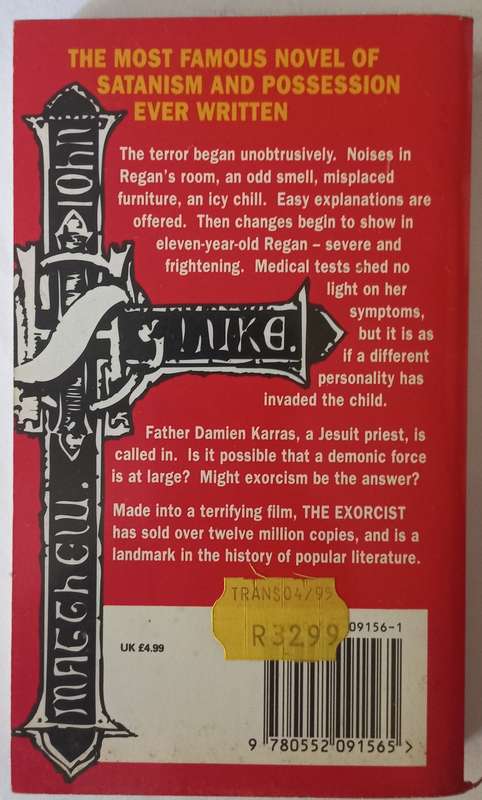 THE MOST FAMOUS NOVEL OF
SATANISM AND POSSESSION
EVER WRITTEN
The terror began unobtrusively. Noises in
Regan's room, an odd smell, misplaced
furniture, an icy chill. Easy explanations are
offered. Then changes begin to show in
eleven-year-old Regan – severe and
frightening. Medical tests shed no
light on her
symptoms,
but it is as
if a different
personality has
invaded the child.
Father Damien Karras, a Jesuit priest, is
called in. Is it possible that a demonic force
is at large? Might exorcism be the answer?
Made into a terrifying film, THE EXORCIST
has sold over twelve million copies, and is a
landmark in the history of popular literature.
JOHN
LUKE.
MATTHEW.
TRANS04/95
R3299
09156-1
UK £4.99
9 780552 091565 >